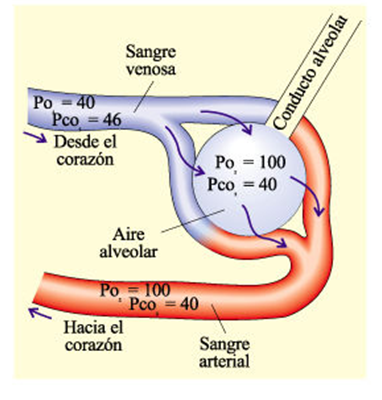 Sangre
venosa
Conducto alveolar
Po₂ = 40
Pco₂ = 46
Desde el
corazón
Po₂ = 100
Pco₂ = 40
Aire
alveolar
Po₂ = 100
Pco₂ = 40
Hacia el
corazón
Sangre
arterial